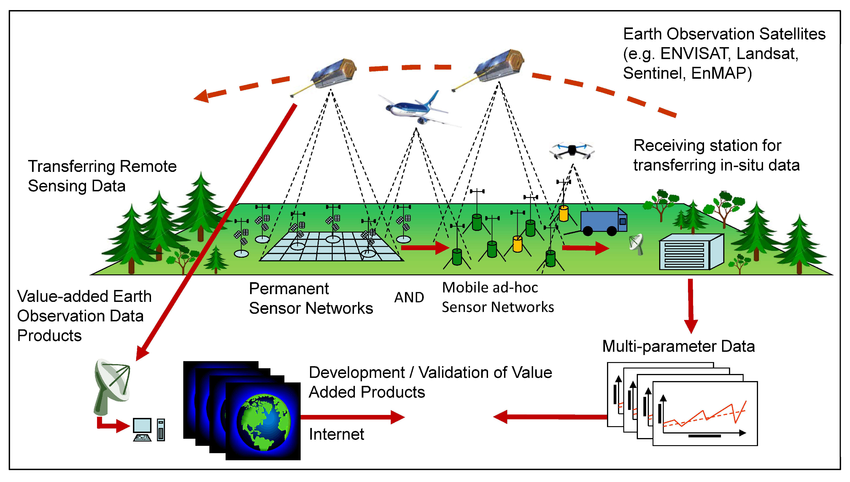 Earth Observation Satellites
(e.g. ENVISAT, Landsat,
Sentinel, EnMAP)
Receiving station for
transferring in-situ data
Transferring Remote
Sensing Data
Value-added Earth
Observation Data
Products
Permanent
Sensor Networks
AND
Mobile ad-hoc
Sensor Networks
Multi-parameter Data
Development / Validation of Value
Added Products
Internet